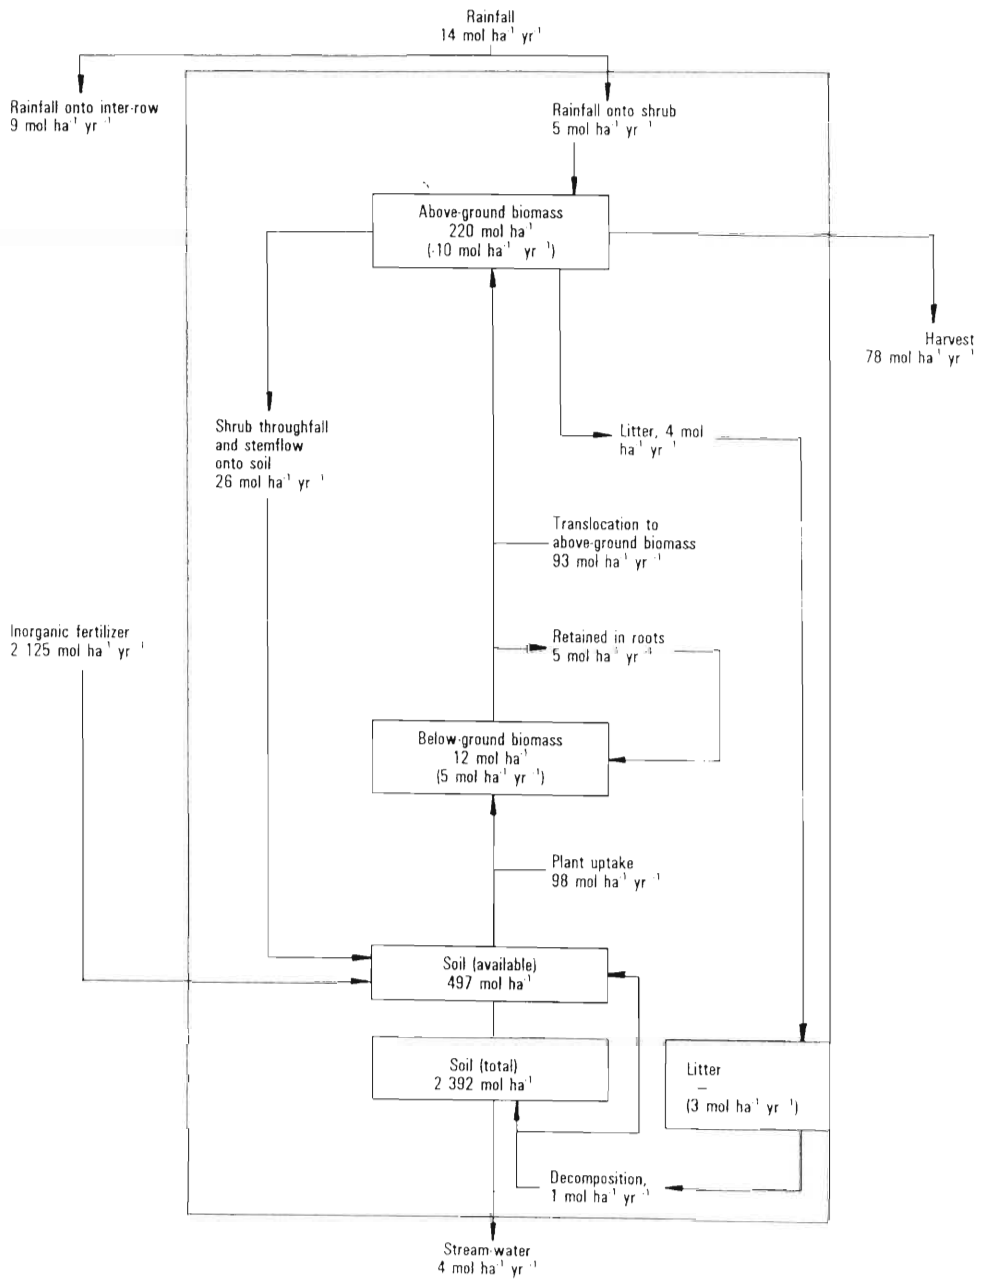 Rainfall
14 mol ha⁻¹ yr⁻¹
Rainfall onto inter-row
9 mol ha⁻¹ yr⁻¹
Rainfall onto shrub
5 mol ha⁻¹ yr⁻¹
Above-ground biomass
220 mol ha⁻¹
(-10 mol ha⁻¹ yr⁻¹)
Harvest
78 mol ha⁻¹ yr⁻¹
Shrub throughfall
and stemflow
onto soil
26 mol ha⁻¹ yr⁻¹
Litter, 4 mol
ha⁻¹ yr⁻¹
Translocation to
above-ground biomass
93 mol ha⁻¹ yr⁻¹
Inorganic fertilizer
2 125 mol ha⁻¹ yr⁻¹
Retained in roots
5 mol ha⁻¹ yr⁻¹
Below-ground biomass
12 mol ha⁻¹
(5 mol ha⁻¹ yr⁻¹)
Plant uptake
98 mol ha⁻¹ yr⁻¹
Soil (available)
497 mol ha⁻¹
Soil (total)
2 392 mol ha⁻¹
Litter
—
(3 mol ha⁻¹ yr⁻¹)
Decomposition,
1 mol ha⁻¹ yr⁻¹
Stream-water
4 mol ha⁻¹ yr⁻¹